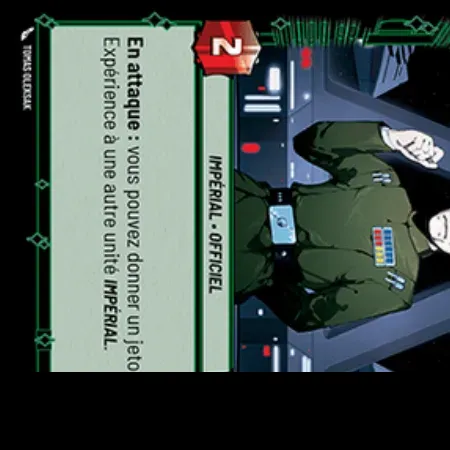 2
IMPÉRIAL • OFFICIEL
En attaque : vous pouvez donner un jeto
Expérience à une autre unité IMPÉRIAL.
TOMAS OLEKSAK